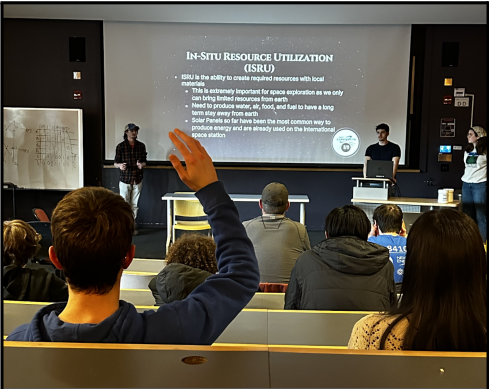 IN-SITU RESOURCE UTILIZATION
(ISRU)
• ISRU is the ability to create required resources with local
materials
• This is extremely important for space exploration as we only
can bring limited resources from earth
• Need to produce water, air, food, and fuel to have a long
term stay away from earth
• Solar Panels so far have been the most common way to
produce energy and are already used on the international
space station